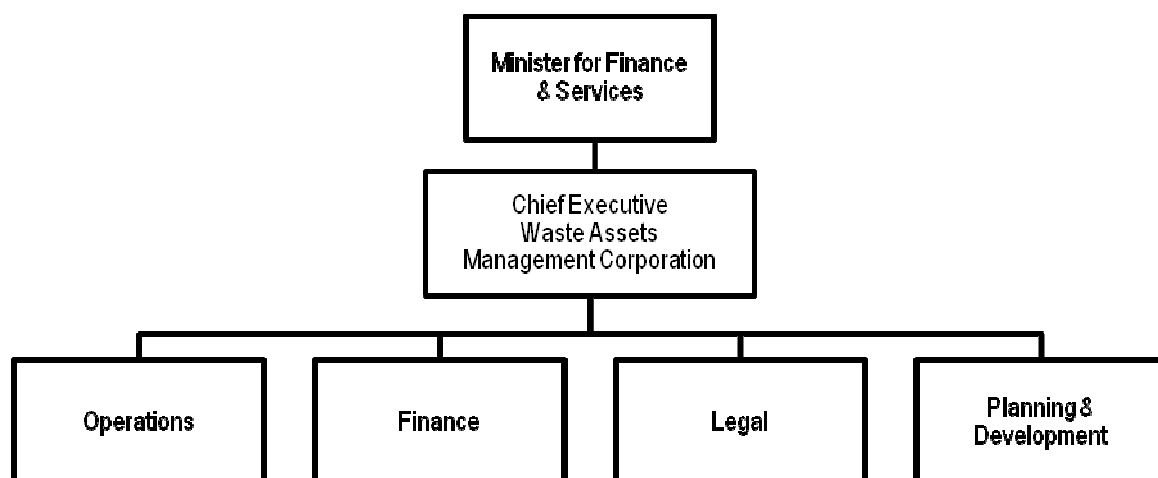 Minister for Finance
& Services
Chief Executive
Waste Assets
Management Corporation
Operations
Finance
Legal
Planning &
Development